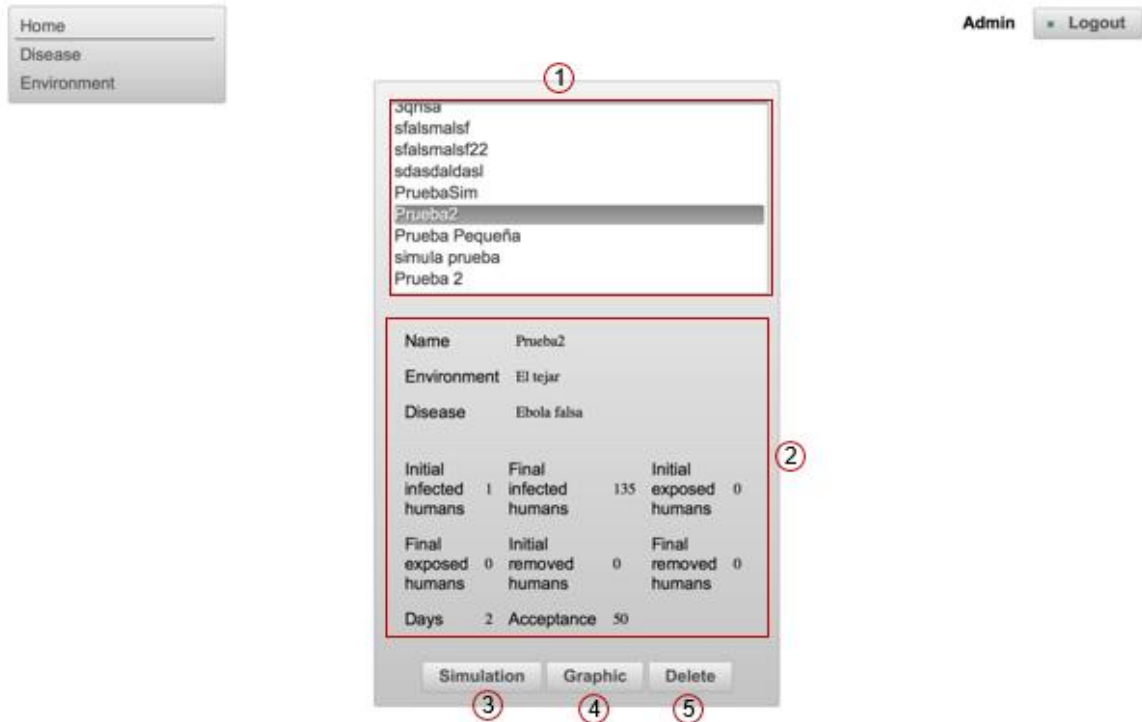 Home
Admin
Logout
Disease
Environment
1
sfalsmalsf
sfalsmalsf22
sdasdaldasl
PruebaSim
Prueba2
Prueba Pequeña
simula prueba
Prueba 2
Name Prueba2
Environment El tejar
Disease Ebola falsa
2
Initial Final Initial
infected 1 infected 135 exposed 0
humans humans humans
Final Initial Final
exposed 0 removed 0 removed 0
humans humans humans
Days 2 Acceptance 50
Simulation Graphic Delete
3 4 5